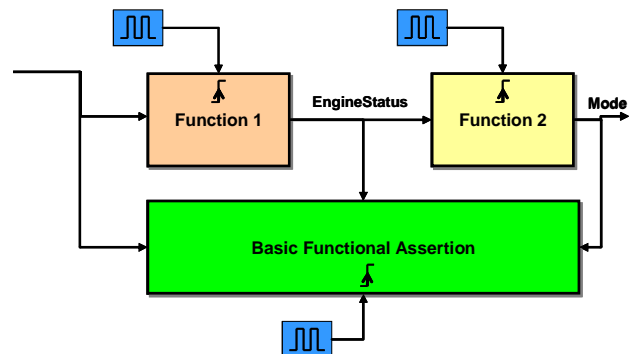 EngineStatus
Mode
Function 1
Function 2
Basic Functional Assertion